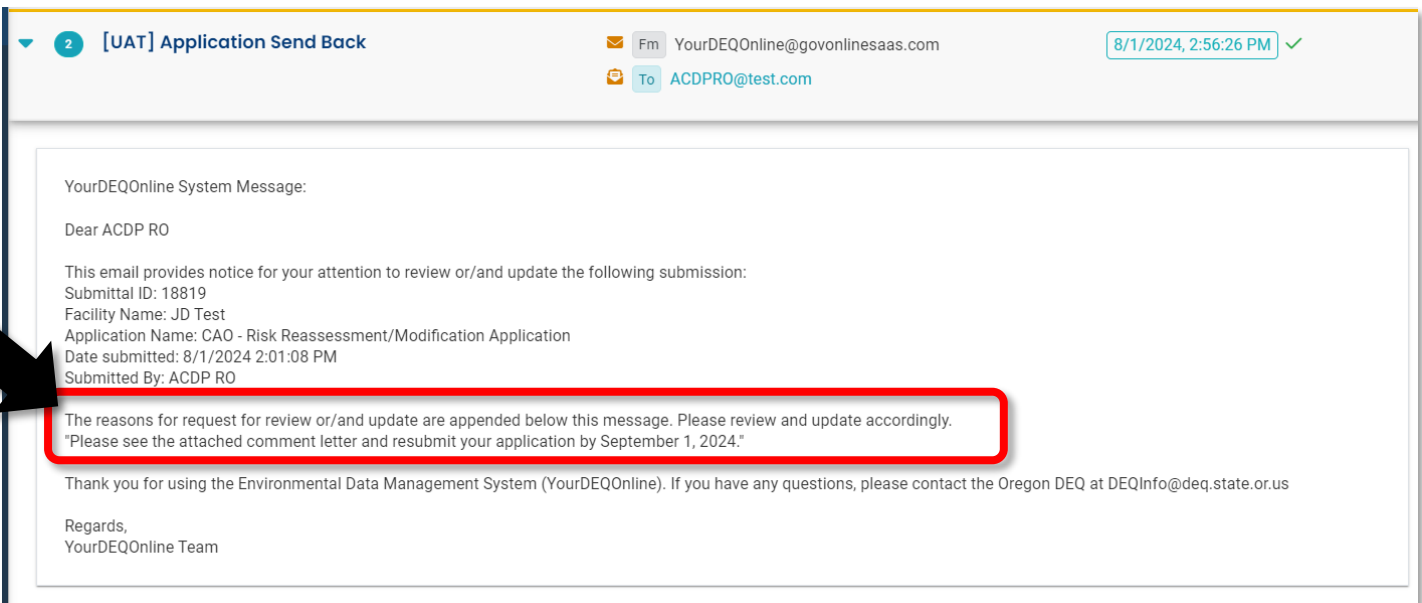 2 [UAT] Application Send Back
Fm YourDEQOnline@govonlinesaas.com
8/1/2024, 2:56:26 PM
To ACDPRO@test.com
YourDEQOnline System Message:
Dear ACDP RO
This email provides notice for your attention to review or/and update the following submission:
Submittal ID: 18819
Facility Name: JD Test
Application Name: CAO - Risk Reassessment/Modification Application
Date submitted: 8/1/2024 2:01:08 PM
Submitted By: ACDP RO
The reasons for request for review or/and update are appended below this message. Please review and update accordingly.
"Please see the attached comment letter and resubmit your application by September 1, 2024."
Thank you for using the Environmental Data Management System (YourDEQOnline). If you have any questions, please contact the Oregon DEQ at DEQInfo@deq.state.or.us
Regards,
YourDEQOnline Team